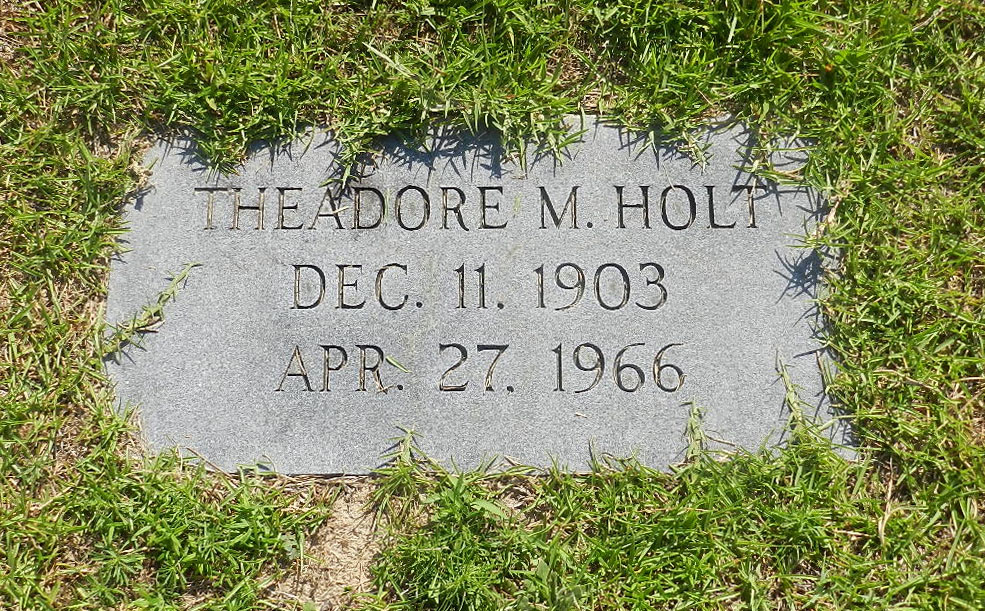 THEADORE M. HOLT
DEC. 11. 1903
APR. 27. 1966